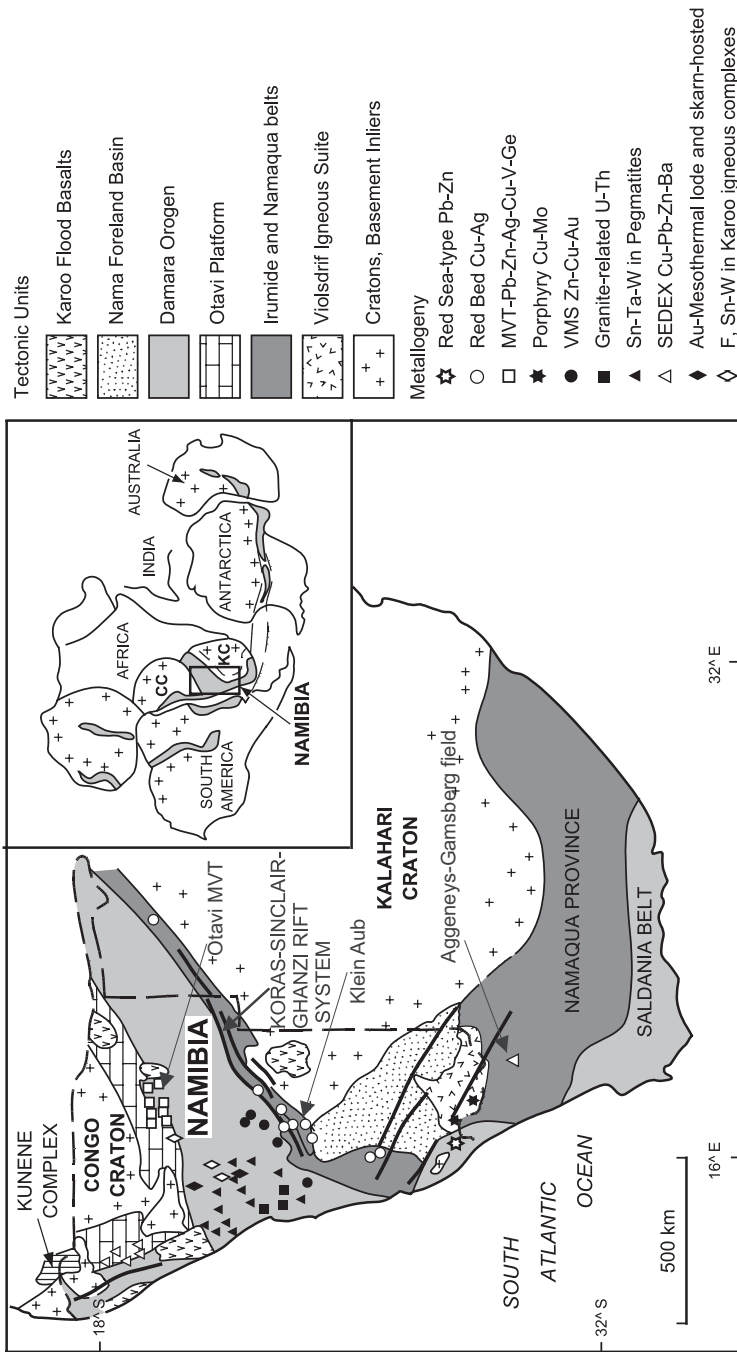 KUNENE
COMPLEX
CONGO
CRATON
NAMIBIA
Otavi MVT
KORAS-SINCLAIR-
GHANZI RIFT
SYSTEM
Klein Aub
KALAHARI
CRATON
Aggeneys-Gamsberg field
NAMAQUA PROVINCE
SALDANIA BELT
SOUTH
ATLANTIC
OCEAN
500 km
18^ S
32^ S
16^ E
32^ E
AFRICA
INDIA
AUSTRALIA
ANTARCTICA
SOUTH
AMERICA
CC
KC
NAMIBIA
Tectonic Units
Karoo Flood Basalts
Nama Foreland Basin
Damara Orogen
Otavi Platform
Irumide and Namaqua belts
Violsdrif Igneous Suite
Cratons, Basement Inliers
Metallogeny
Red Sea-type Pb-Zn
Red Bed Cu-Ag
MVT-Pb-Zn-Ag-Cu-V-Ge
Porphyry Cu-Mo
VMS Zn-Cu-Au
Granite-related U-Th
Sn-Ta-W in Pegmatites
SEDEX Cu-Pb-Zn-Ba
Au-Mesothermal lode and skarn-hosted
F, Sn-W in Karoo igneous complexes